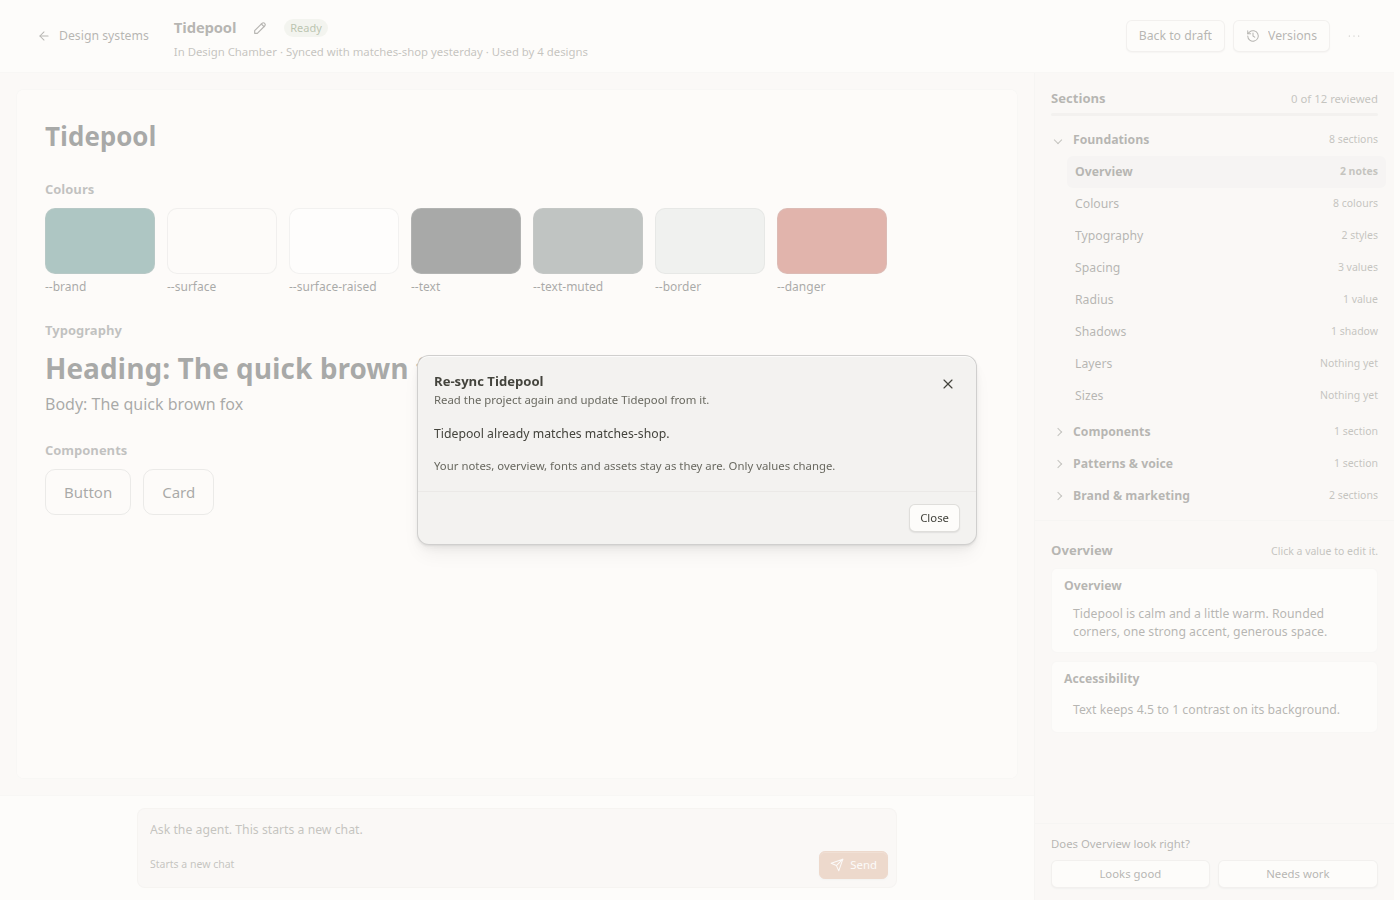 Design systems
Tidepool
Ready
In Design Chamber · Synced with matches-shop yesterday · Used by 4 designs
Back to draft
Versions
Tidepool
Colours
--brand
--surface
--surface-raised
--text
--text-muted
--border
--danger
Typography
Heading: The quick brown
Body: The quick brown fox
Components
Button
Card
Re-sync Tidepool
Read the project again and update Tidepool from it.
Tidepool already matches matches-shop.
Your notes, overview, fonts and assets stay as they are. Only values change.
Close
Ask the agent. This starts a new chat.
Starts a new chat
Send
Sections
0 of 12 reviewed
Foundations
8 sections
Overview
2 notes
Colours
8 colours
Typography
2 styles
Spacing
3 values
Radius
1 value
Shadows
1 shadow
Layers
Nothing yet
Sizes
Nothing yet
Components
1 section
Patterns & voice
1 section
Brand & marketing
2 sections
Overview
Click a value to edit it.
Overview
Tidepool is calm and a little warm. Rounded
corners, one strong accent, generous space.
Accessibility
Text keeps 4.5 to 1 contrast on its background.
Does Overview look right?
Looks good
Needs work